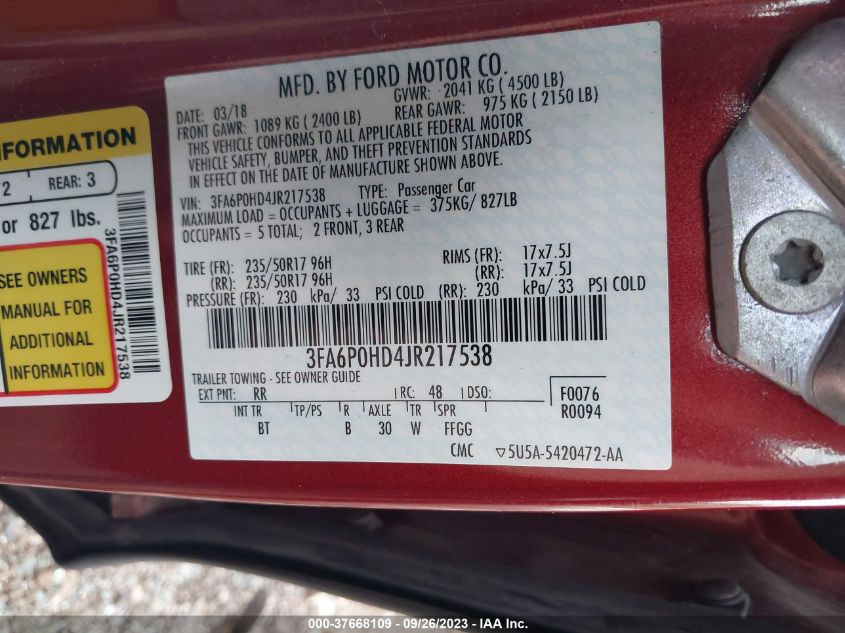 NFORMATION
2 REAR: 3
or 827 lbs.
SEE OWNERS
MANUAL FOR
ADDITIONAL
INFORMATION
3FA6P0HD4JR217538
MFD. BY FORD MOTOR CO.
DATE: 03/18 GVWR: 2041 KG ( 4500 LB)
FRONT GAWR: 1089 KG ( 2400 LB) REAR GAWR: 975 KG ( 2150 LB)
THIS VEHICLE CONFORMS TO ALL APPLICABLE FEDERAL MOTOR
VEHICLE SAFETY, BUMPER, AND THEFT PREVENTION STANDARDS
IN EFFECT ON THE DATE OF MANUFACTURE SHOWN ABOVE.
VIN: 3FA6P0HD4JR217538 TYPE: Passenger Car
MAXIMUM LOAD = OCCUPANTS + LUGGAGE = 375KG/ 827LB
OCCUPANTS = 5 TOTAL; 2 FRONT, 3 REAR
TIRE (FR): 235/50R17 96H RIMS (FR): 17x7.5J
(RR): 235/50R17 96H (RR): 17x7.5J
PRESSURE (FR): 230 kPa/ 33 PSI COLD (RR): 230 kPa/ 33 PSI COLD
3FA6P0HD4JR217538
TRAILER TOWING - SEE OWNER GUIDE
EXT PNT: RR RC: 48 DSO: F0076
R0094
INT TR TP/PS R AXLE TR SPR
BT B 30 W FFGG
CMC ▽5U5A-5420472-AA
© IAAI - 37668109 - 09/26/2023 - © IAA Inc.